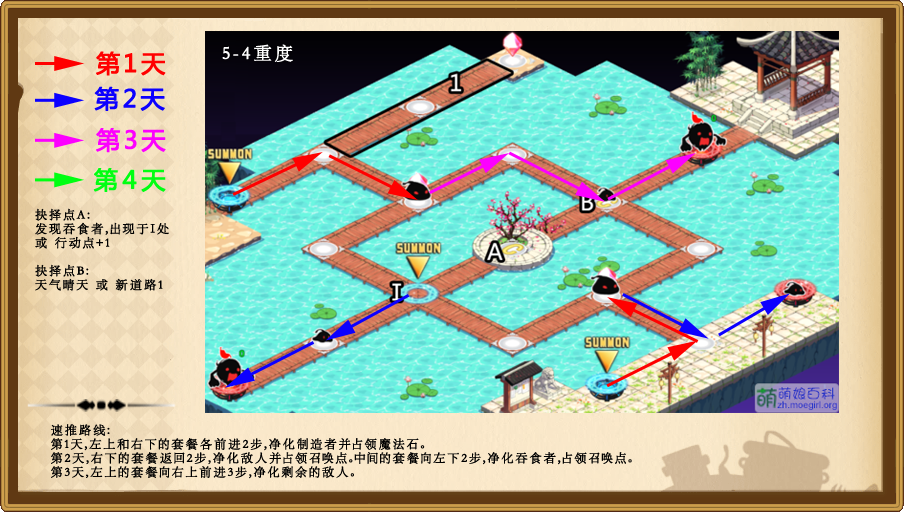 第1天
第2天
第3天
第4天
抉择点A:
发现吞食者,出现于I处
或 行动点+1
抉择点B:
天气晴天 或 新道路1
5-4重度
1
SUMMON
B
A
SUMMON
I
SUMMON
萌 萌娘百科
zh.moegirl.org
速推路线:
第1天,左上和右下的套餐各前进2步,净化制造者并占领魔法石。
第2天,右下的套餐返回2步,净化敌人并占领召唤点.中间的套餐向左下2步,净化吞食者,占领召唤点。
第3天,左上的套餐向右上前进3步,净化剩余的敌人。